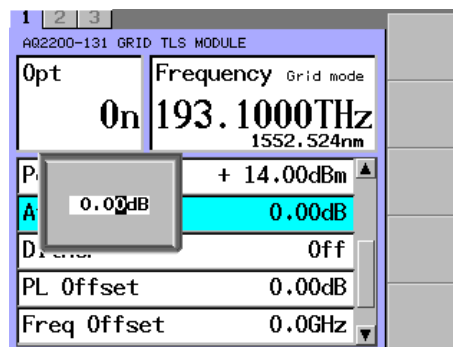 1 2 3
AQ2200-131 GRID TLS MODULE
Opt
On
Frequency Grid mode
193.1000THz
1552.524nm
+ 14.00dBm
0.00dB
0.00dB
Off
PL Offset 0.00dB
Freq Offset 0.0GHz